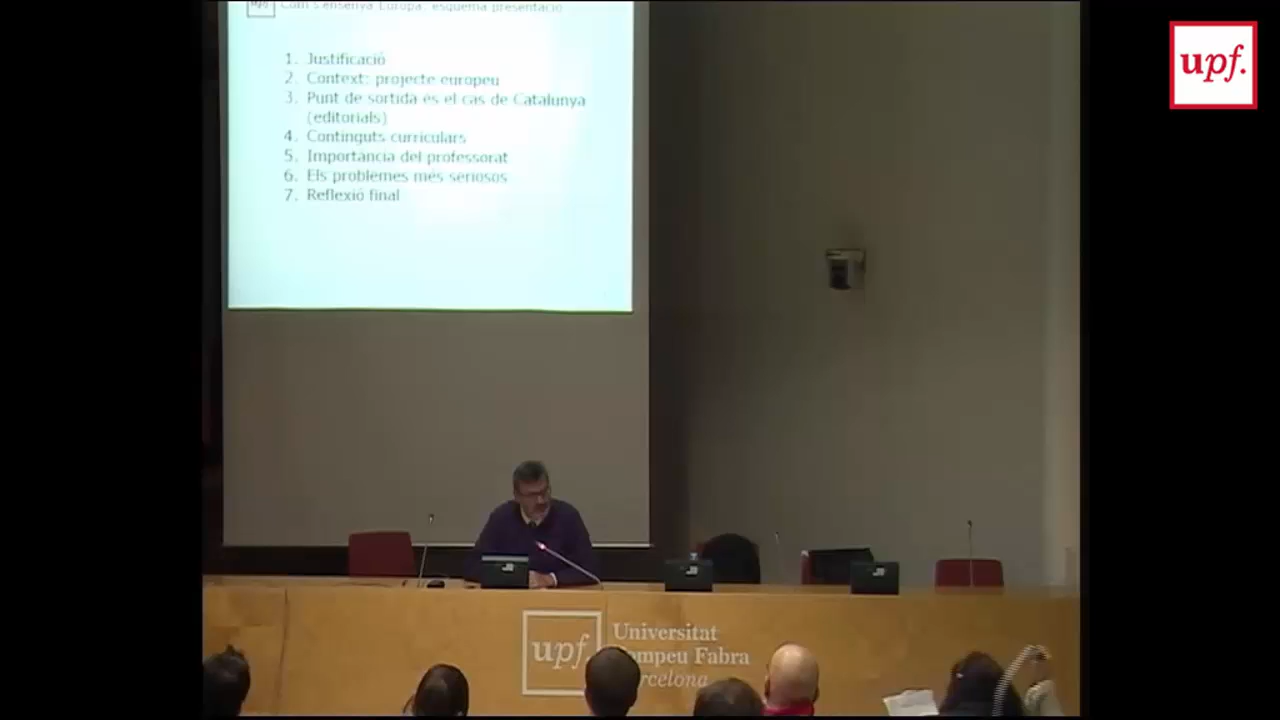 upf. Com s'ensenya Europa: esquema presentació
1. Justificació
2. Context: projecte europeu
3. Punt de sortida és el cas de Catalunya
(editorials)
4. Continguts curriculars
5. Importància del professorat
6. Els problemes més seriosos
7. Reflexió final
upf.
upf.
Universitat
Pompeu Fabra
Barcelona